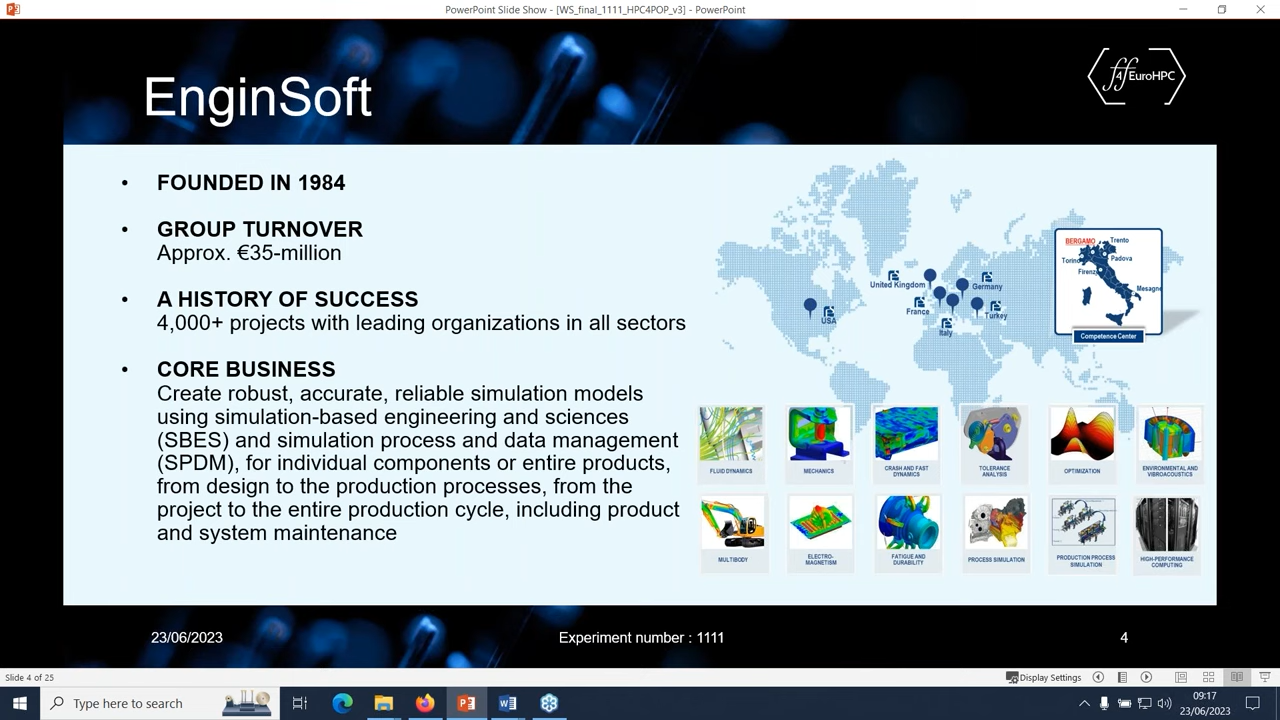 PowerPoint Slide Show - [WS_final_1111_HPC4POP_v3] - PowerPoint
EnginSoft
ff4EuroHPC
• FOUNDED IN 1984
• GROUP TURNOVER
Approx. €35-million
• A HISTORY OF SUCCESS
4,000+ projects with leading organizations in all sectors
• CORE BUSINESS
Create robust, accurate, reliable simulation models
using simulation-based engineering and sciences
(SBES) and simulation process and data management
(SPDM), for individual components or entire products,
from design to the production processes, from the
project to the entire production cycle, including product
and system maintenance
USA
United Kingdom
Germany
France
Italy
Turkey
BERGAMO
Trento
Torino
Padova
Firenze
Mesagne
Competence Center
FLUID DYNAMICS
MECHANICS
CRASH AND FAST
DYNAMICS
TOLERANCE
ANALYSIS
OPTIMIZATION
ENVIRONMENTAL AND
VIBROACOUSTICS
MULTIBODY
ELECTRO-
MAGNETISM
FATIGUE AND
DURABILITY
PROCESS SIMULATION
PRODUCTION PROCESS
SIMULATION
HIGH-PERFORMANCE
COMPUTING
23/06/2023
Experiment number : 1111
4
Slide 4 of 25
Display Settings
Type here to search
09:17
23/06/2023